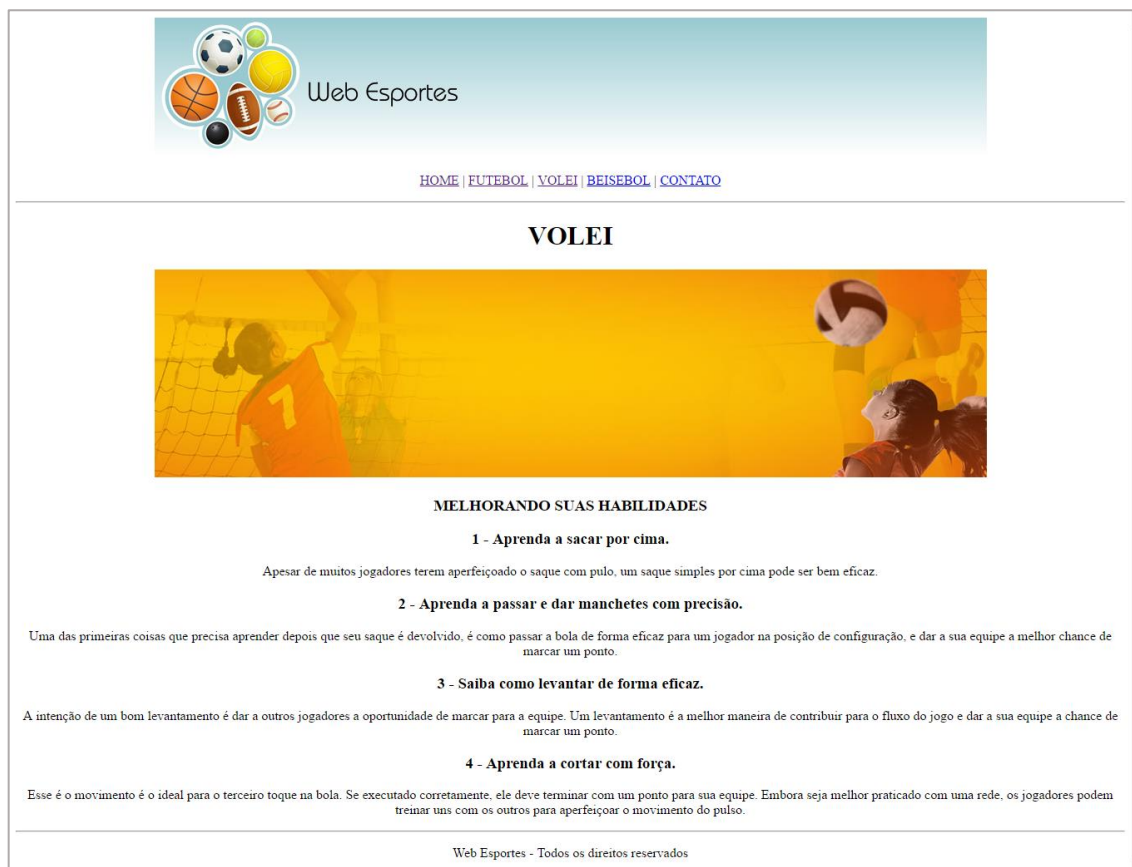 Web Esportes
HOME | FUTEBOL | VOLEI | BEISEBOL | CONTATO
VOLEI
7
MELHORANDO SUAS HABILIDADES
1 - Aprenda a sacar por cima.
Apesar de muitos jogadores terem aperfeiçoado o saque com pulo, um saque simples por cima pode ser bem eficaz.
2 - Aprenda a passar e dar manchetes com precisão.
Uma das primeiras coisas que precisa aprender depois que seu saque é devolvido, é como passar a bola de forma eficaz para um jogador na posição de configuração, e dar a sua equipe a melhor chance de
marcar um ponto.
3 - Saiba como levantar de forma eficaz.
A intenção de um bom levantamento é dar a outros jogadores a oportunidade de marcar para a equipe. Um levantamento é a melhor maneira de contribuir para o fluxo do jogo e dar a sua equipe a chance de
marcar um ponto.
4 - Aprenda a cortar com força.
Esse é o movimento é o ideal para o terceiro toque na bola. Se executado corretamente, ele deve terminar com um ponto para sua equipe. Embora seja melhor praticado com uma rede, os jogadores podem
treinar uns com os outros para aperfeiçoar o movimento do pulso.
Web Esportes - Todos os direitos reservados